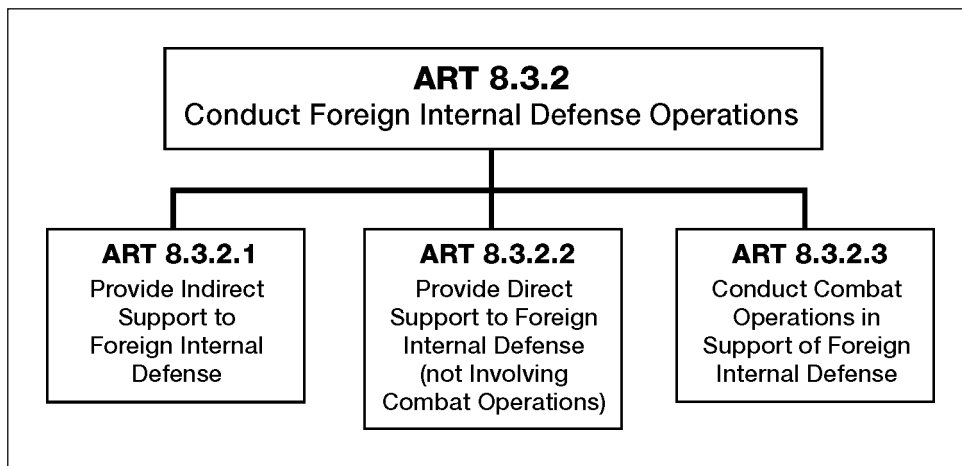 ART 8.3.2
Conduct Foreign Internal Defense Operations
ART 8.3.2.1
Provide Indirect
Support to
Foreign Internal
Defense
ART 8.3.2.2
Provide Direct
Support to Foreign
Internal Defense
(not Involving
Combat Operations)
ART 8.3.2.3
Conduct Combat
Operations in
Support of Foreign
Internal Defense